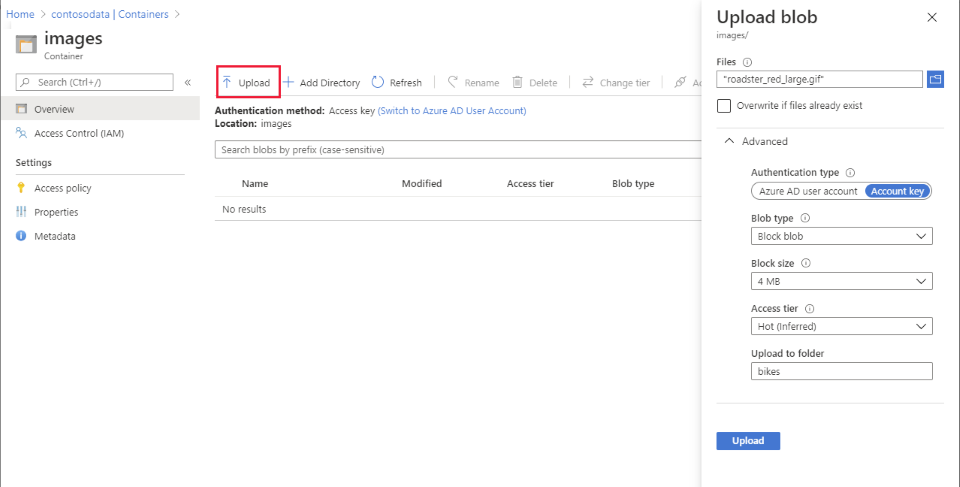 Home > contosodata | Containers >
images
Container
Search (Ctrl+/) «
Overview
Access Control (IAM)
Settings
Access policy
Properties
Metadata
Upload Add Directory Refresh Rename Delete Change tier
Authentication method: Access key (Switch to Azure AD User Account)
Location: images
Search blobs by prefix (case-sensitive)
Name Modified Access tier Blob type
No results
Upload blob
images/
Files
"roadster_red_large.gif"
Overwrite if files already exist
Advanced
Authentication type
Azure AD user account Account key
Blob type
Block blob
Block size
4 MB
Access tier
Hot (Inferred)
Upload to folder
bikes
Upload